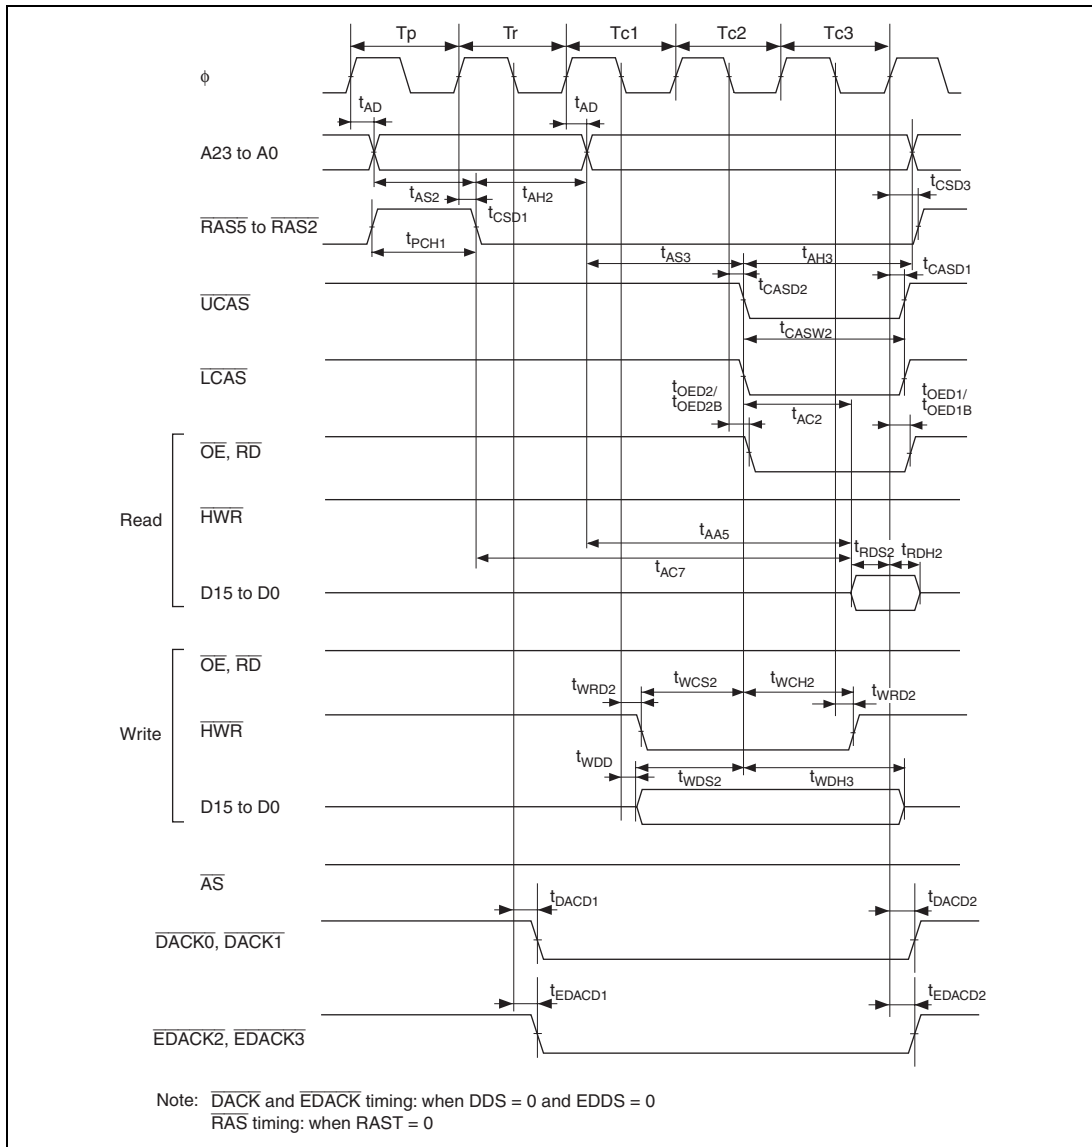 Tp Tr Tc1 Tc2 Tc3
ϕ
tAD tAD
A23 to A0
tAS2 tAH2 tCSD3
tCSD1
RAS5 to RAS2
tPCH1
tAS3 tAH3
tCASD1
tCASD2
UCAS
tCASW2
LCAS
tOED2/ tOED1/
tOED2B tAC2 tOED1B
OE, RD
Read
HWR
tAA5
tRDS2 tRDH2
tAC7
D15 to D0
OE, RD
tWRD2 tWCS2 tWCH2 tWRD2
Write
HWR
tWDD
tWDS2 tWDH3
D15 to D0
AS
tDACD1 tDACD2
DACK0, DACK1
tEDACD1 tEDACD2
EDACK2, EDACK3
Note: DACK and EDACK timing: when DDS = 0 and EDDS = 0
RAS timing: when RAST = 0